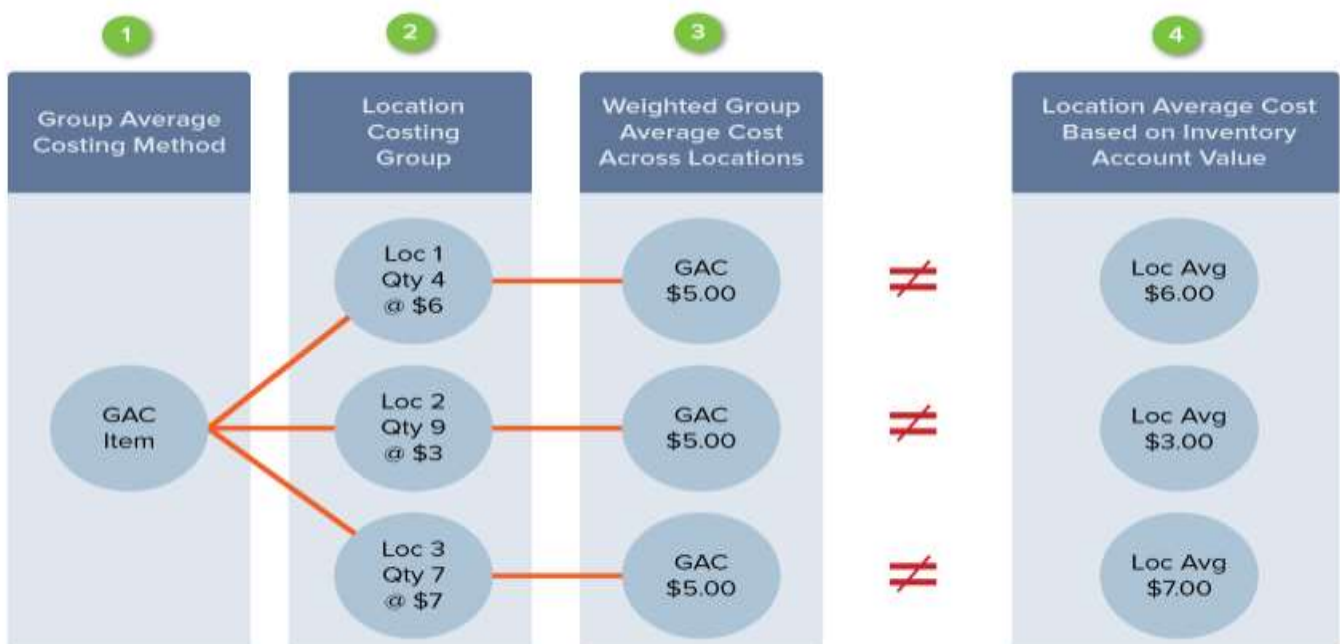 1
2
3
4
Group Average
Costing Method
Location
Costing
Group
Weighted Group
Average Cost
Across Locations
Location Average Cost
Based on Inventory
Account Value
GAC
Item
Loc 1
Qty 4
@ $6
GAC
$5.00
≠
Loc Avg
$6.00
Loc 2
Qty 9
@ $3
GAC
$5.00
≠
Loc Avg
$3.00
Loc 3
Qty 7
@ $7
GAC
$5.00
≠
Loc Avg
$7.00